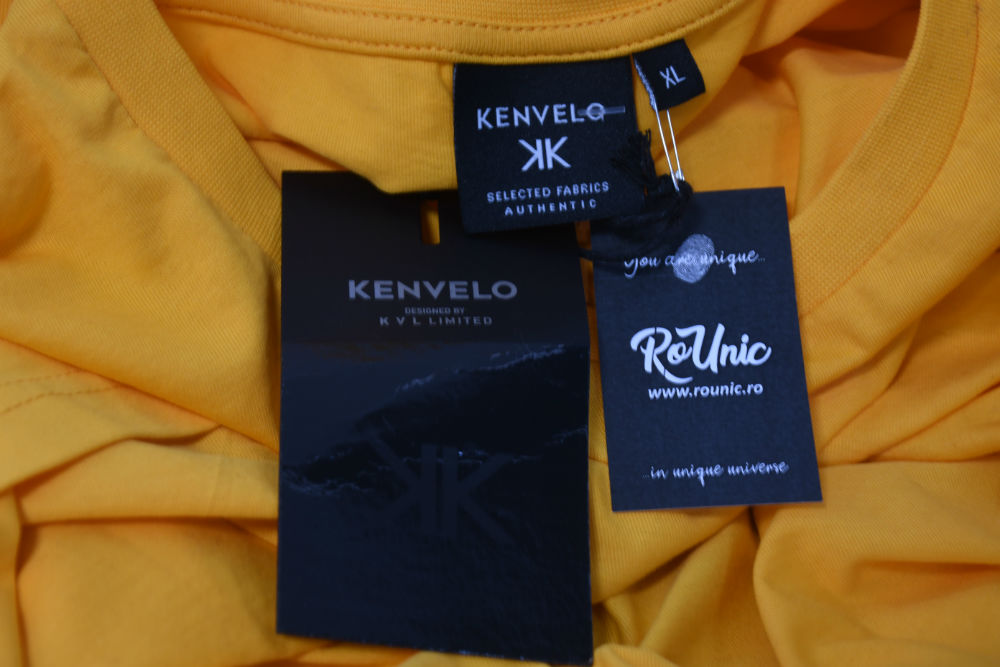 KENVELO
SELECTED FABRICS
AUTHENTIC
XL
KENVELO
DESIGNED BY
KVL LIMITED
You are unique...
RoUnic
www.rounic.ro
...in unique universe